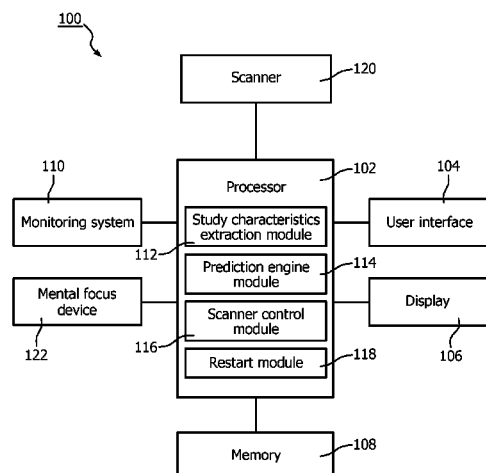 100
Scanner
120
102
Processor
110
104
Monitoring system
Study characteristics
extraction module
User interface
112
114
Prediction engine
module
Mental focus
device
Scanner control
module
Display
122
116
106
118
Restart module
Memory
108